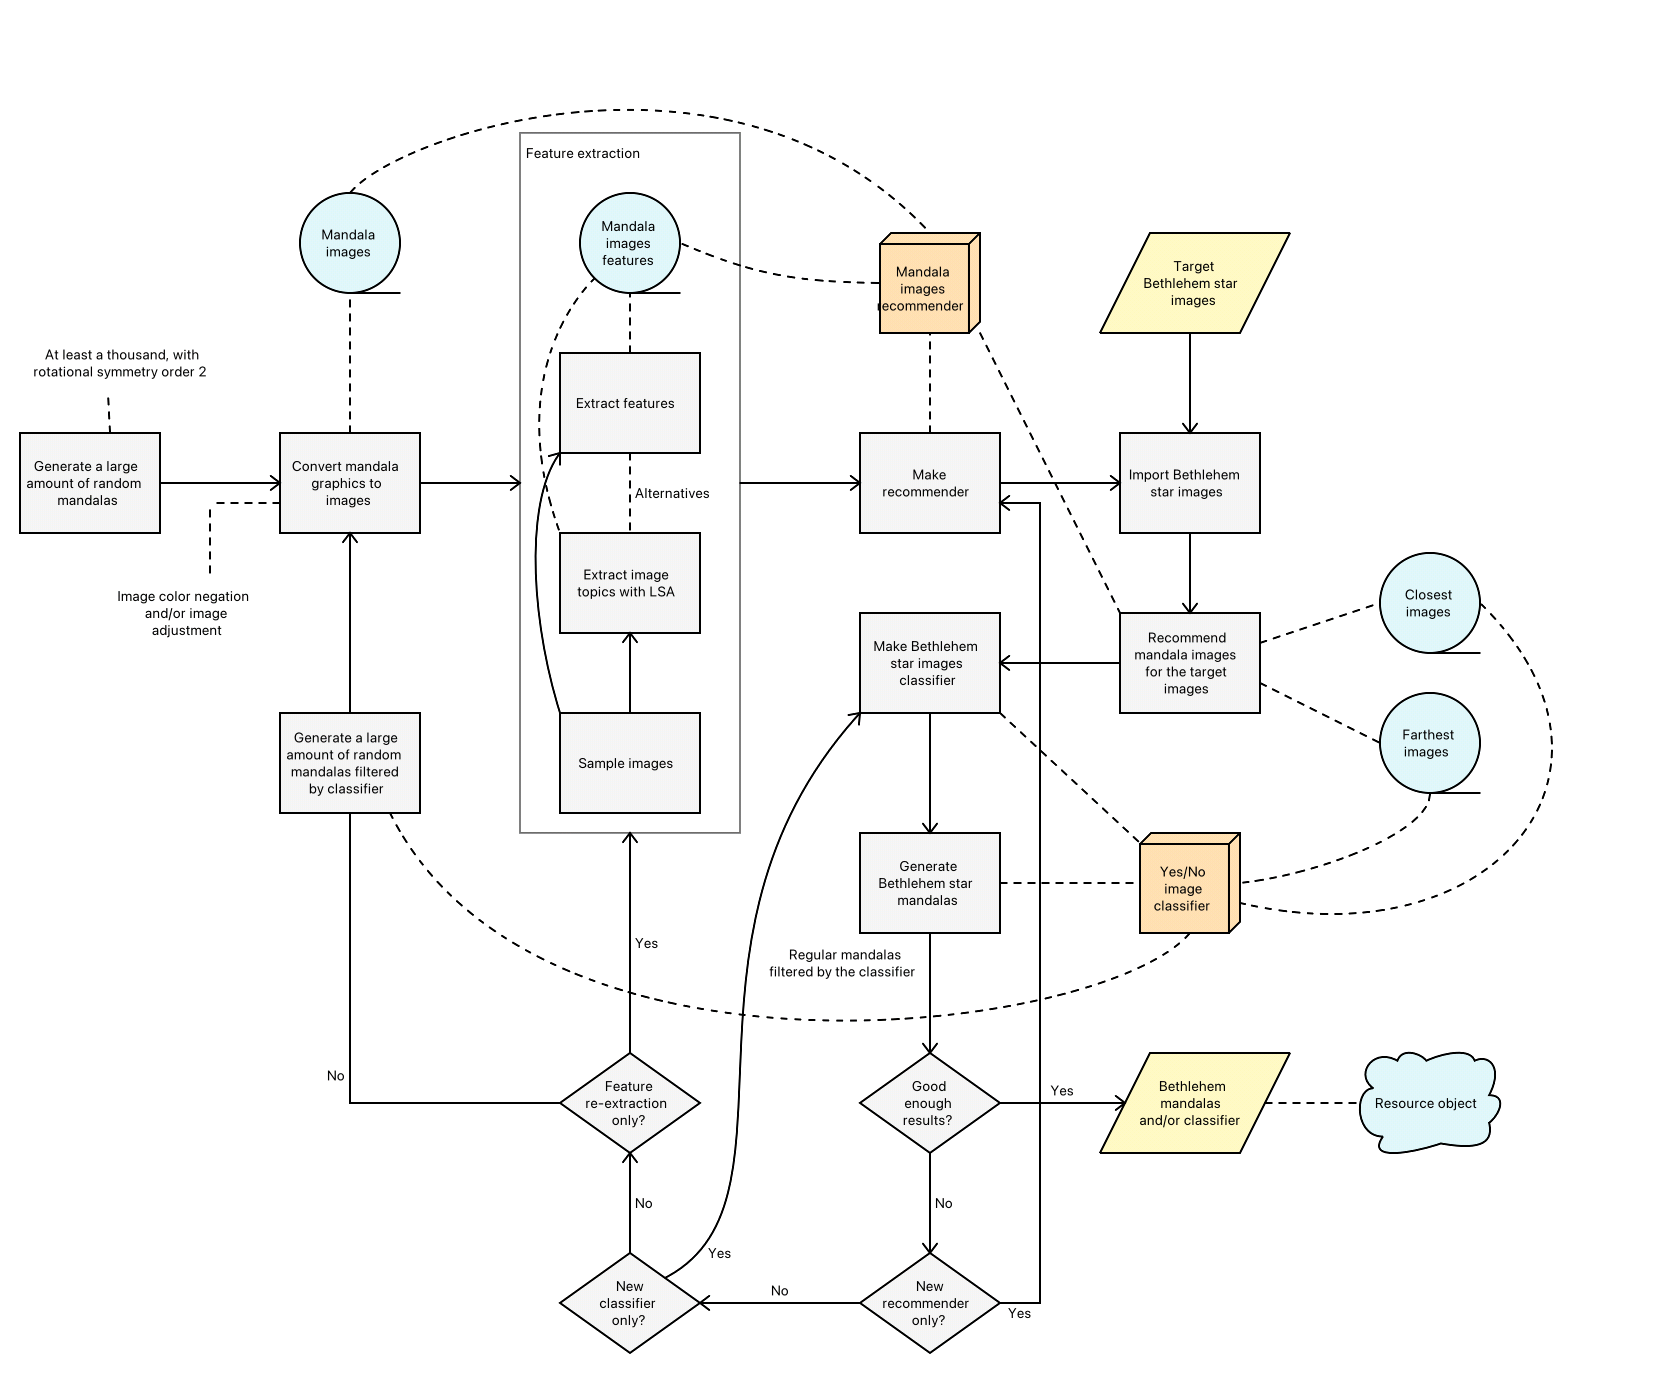 Feature extraction
Mandala
images
Mandala
images
features
Mandala
images
recommender
Target
Bethlehem star
images
At least a thousand, with
rotational symmetry order 2
Extract features
Generate a large
amount of random
mandalas
Convert mandala
graphics to
images
Alternatives
Make
recommender
Import Bethlehem
star images
Image color negation
and/or image
adjustment
Extract image
topics with LSA
Closest
images
Make Bethlehem
star images
classifier
Recommend
mandala images
for the target
images
Generate a large
amount of random
mandalas filtered
by classifier
Sample images
Farthest
images
Generate
Bethlehem star
mandalas
Yes/No
image
classifier
Yes
Regular mandalas
filtered by the classifier
No
Feature
re-extraction
only?
Good
enough
results?
Yes
Bethlehem
mandalas
and/or classifier
Resource object
No
No
Yes
New
classifier
only?
No
New
recommender
only?
Yes